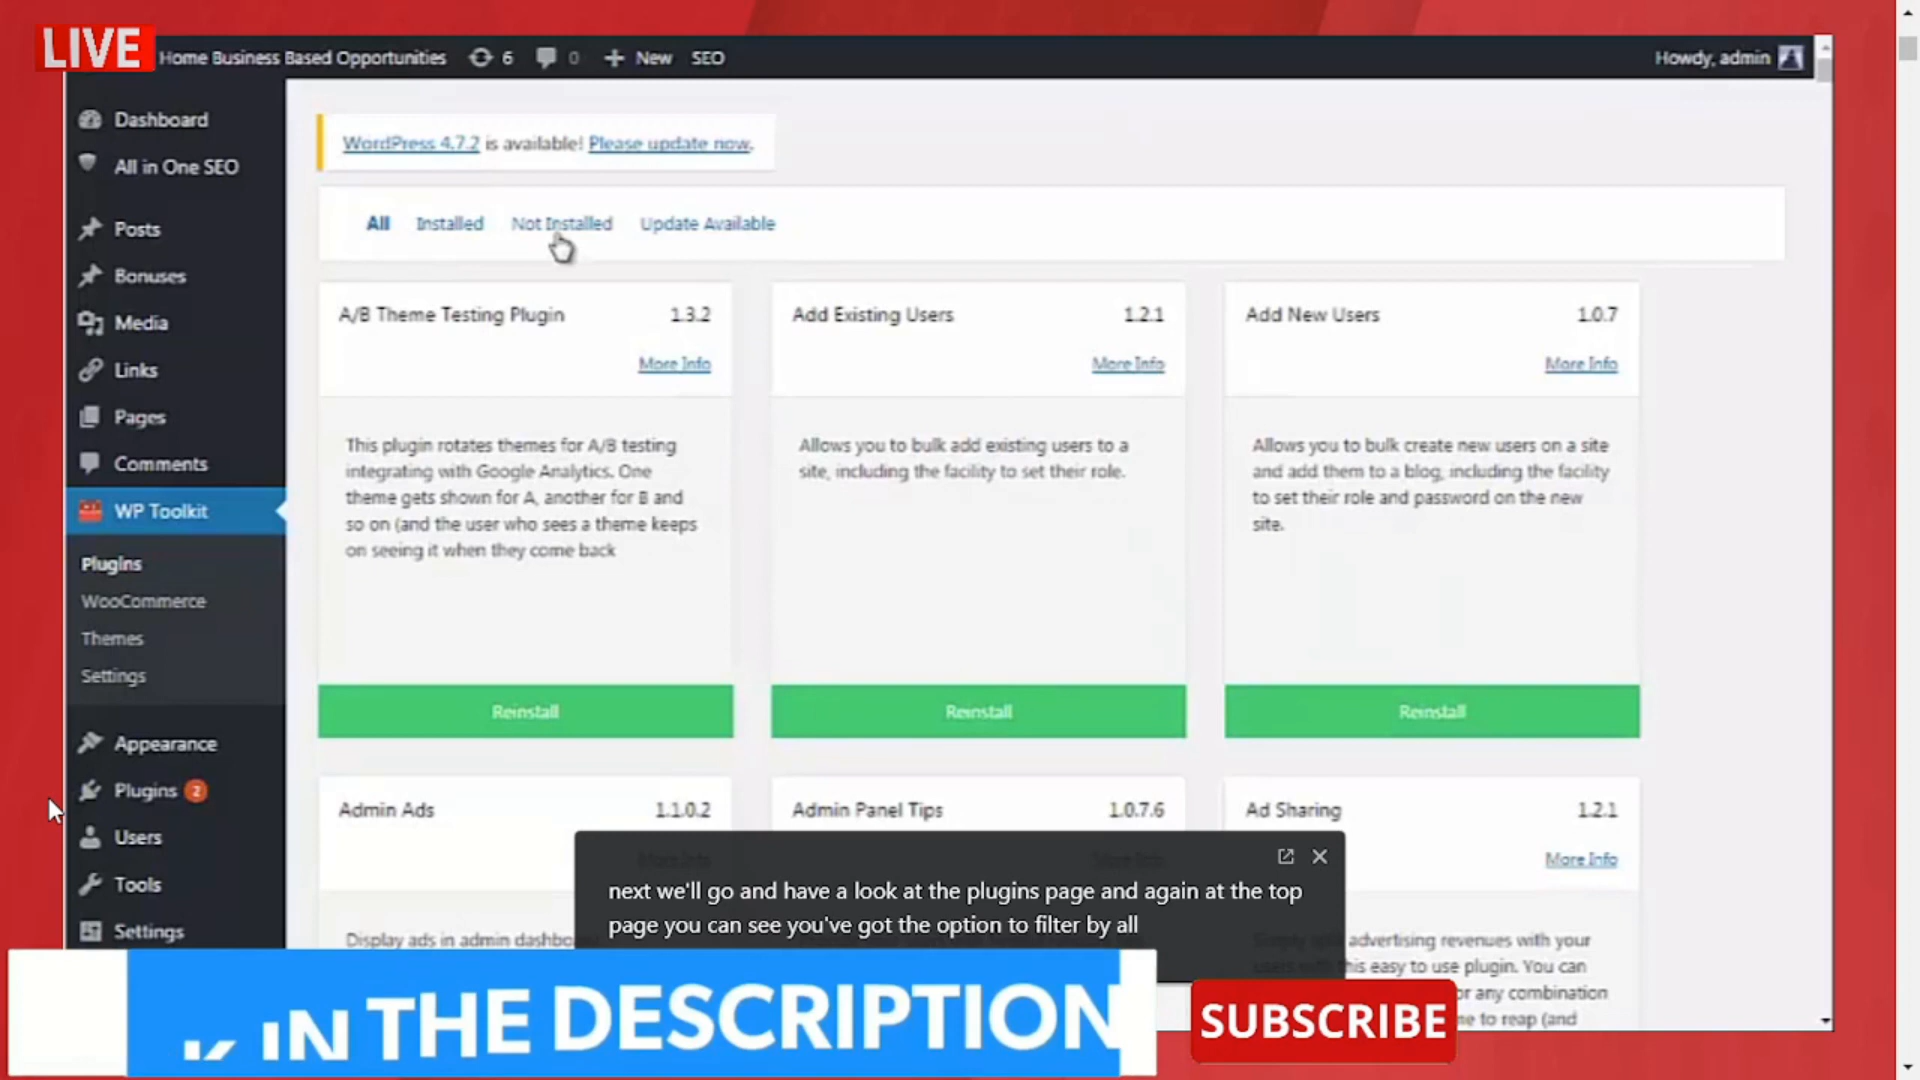 LIVE
Home Business Based Opportunities 6 0 New SEO
Howdy, admin
Dashboard
All in One SEO
Posts
Bonuses
Media
Links
Pages
Comments
WP Toolkit
Plugins
WooCommerce
Themes
Settings
Appearance
Plugins 2
Users
Tools
Settings
WordPress 4.7.2 is available! Please update now.
All Installed Not Installed Update Available
A/B Theme Testing Plugin 1.3.2
More Info
This plugin rotates themes for A/B testing
integrating with Google Analytics. One
theme gets shown for A, another for B and
so on (and the user who sees a theme keeps
on seeing it when they come back
Reinstall
Add Existing Users 1.2.1
More Info
Allows you to bulk add existing users to a
site, including the facility to set their role.
Reinstall
Add New Users 1.0.7
More Info
Allows you to bulk create new users on a site
and add them to a blog, including the facility
to set their role and password on the new
site.
Reinstall
Admin Ads 1.1.0.2
More Info
Display ads in admin
Admin Panel Tips 1.0.7.6
More Info
Ad Sharing 1.2.1
More Info
advertising revenues with your
this easy to use plugin. You can
or any combination
to reap (and
next we'll go and have a look at the plugins page and again at the top
page you can see you've got the option to filter by all
IN THE DESCRIPTION
SUBSCRIBE